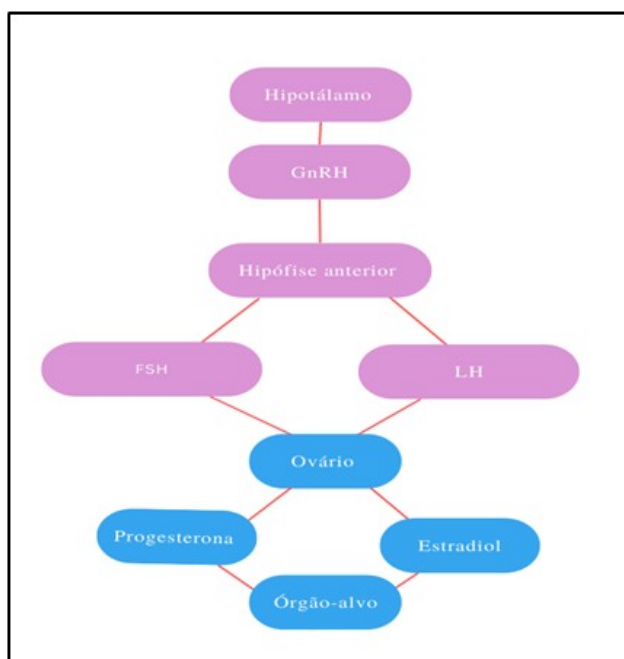 Hipotálamo
GnRH
Hipófise anterior
FSH
LH
Ovário
Progesterona
Estradiol
Órgão-alvo